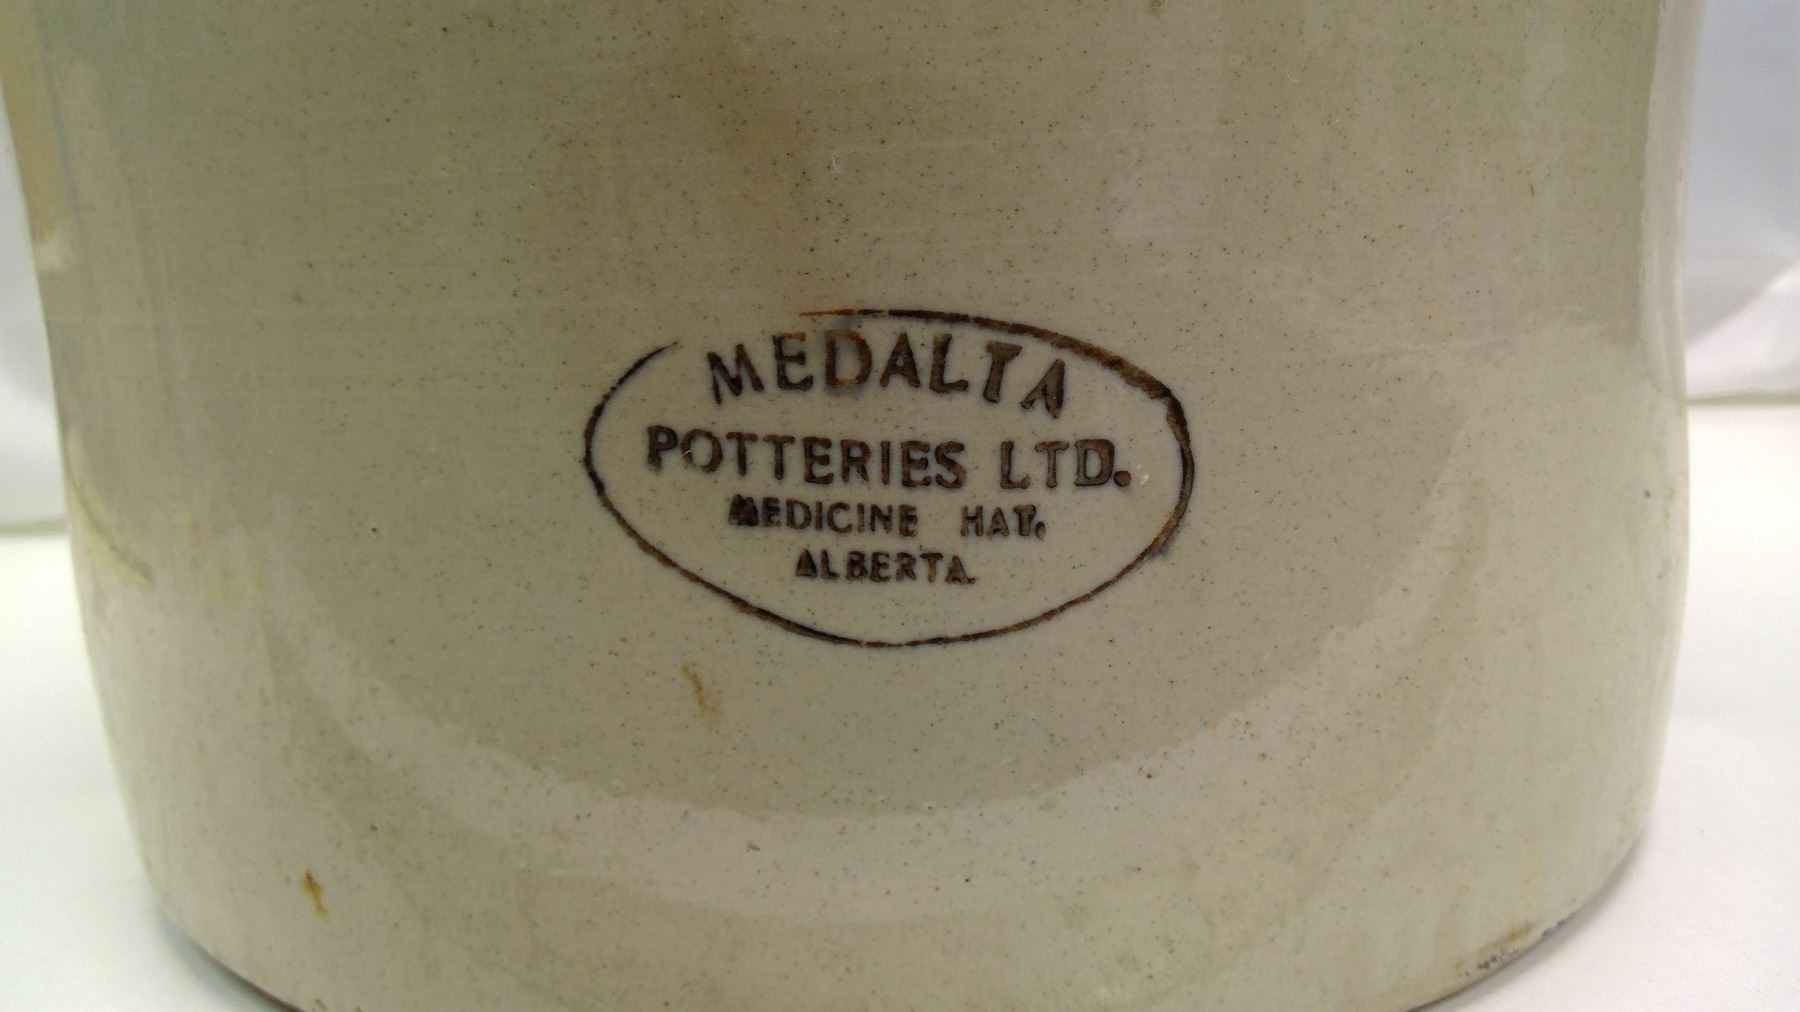 MEDALTA
POTTERIES LTD.
MEDICINE HAT.
ALBERTA.